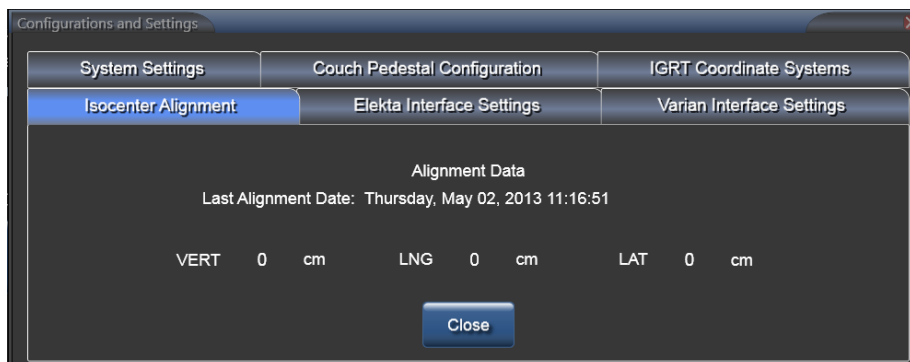 Configurations and Settings
System Settings Couch Pedestal Configuration IGRT Coordinate Systems
Isocenter Alignment Elekta Interface Settings Varian Interface Settings
Alignment Data
Last Alignment Date: Thursday, May 02, 2013 11:16:51
VERT 0 cm LNG 0 cm LAT 0 cm
Close